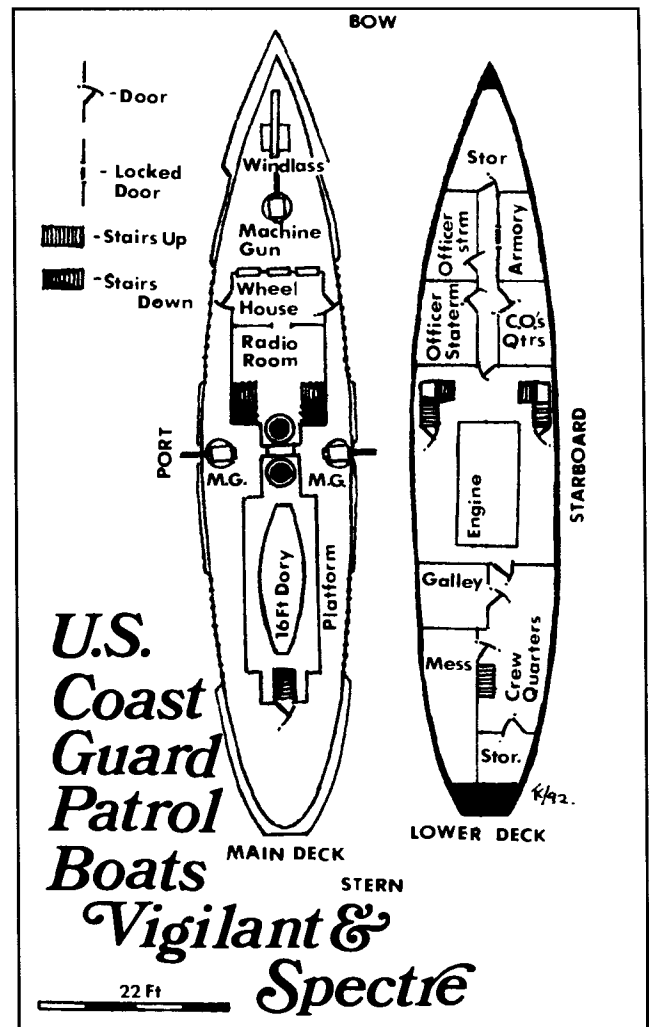 BOW
-Door
- Locked
Door
-Stairs Up
-Stairs
Down
Windlass
Machine
Gun
Wheel
House
Radio
Room
PORT
M.G.
M.G.
16Ft Dory
Platform
MAIN DECK
Stor
Officer
strm
Armory
Officer
Staterm
C.O.'s
Qtrs
Engine
STARBOARD
Galley
Mess
Crew
Quarters
Stor.
LOWER DECK
STERN
U.S.
Coast
Guard
Patrol
Boats
Vigilant &
Spectre
22 Ft